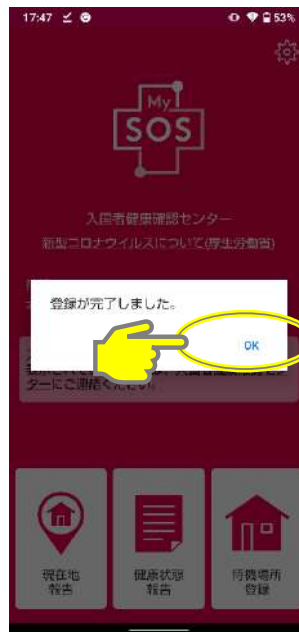 17:47
53%
My
SOS
入国者健康確認センター
新型コロナウイルスについて(厚生労働省)
登録が完了しました。
OK
ターにご連絡ください。
現在地
報告
健康状態
報告
待機場所
登録